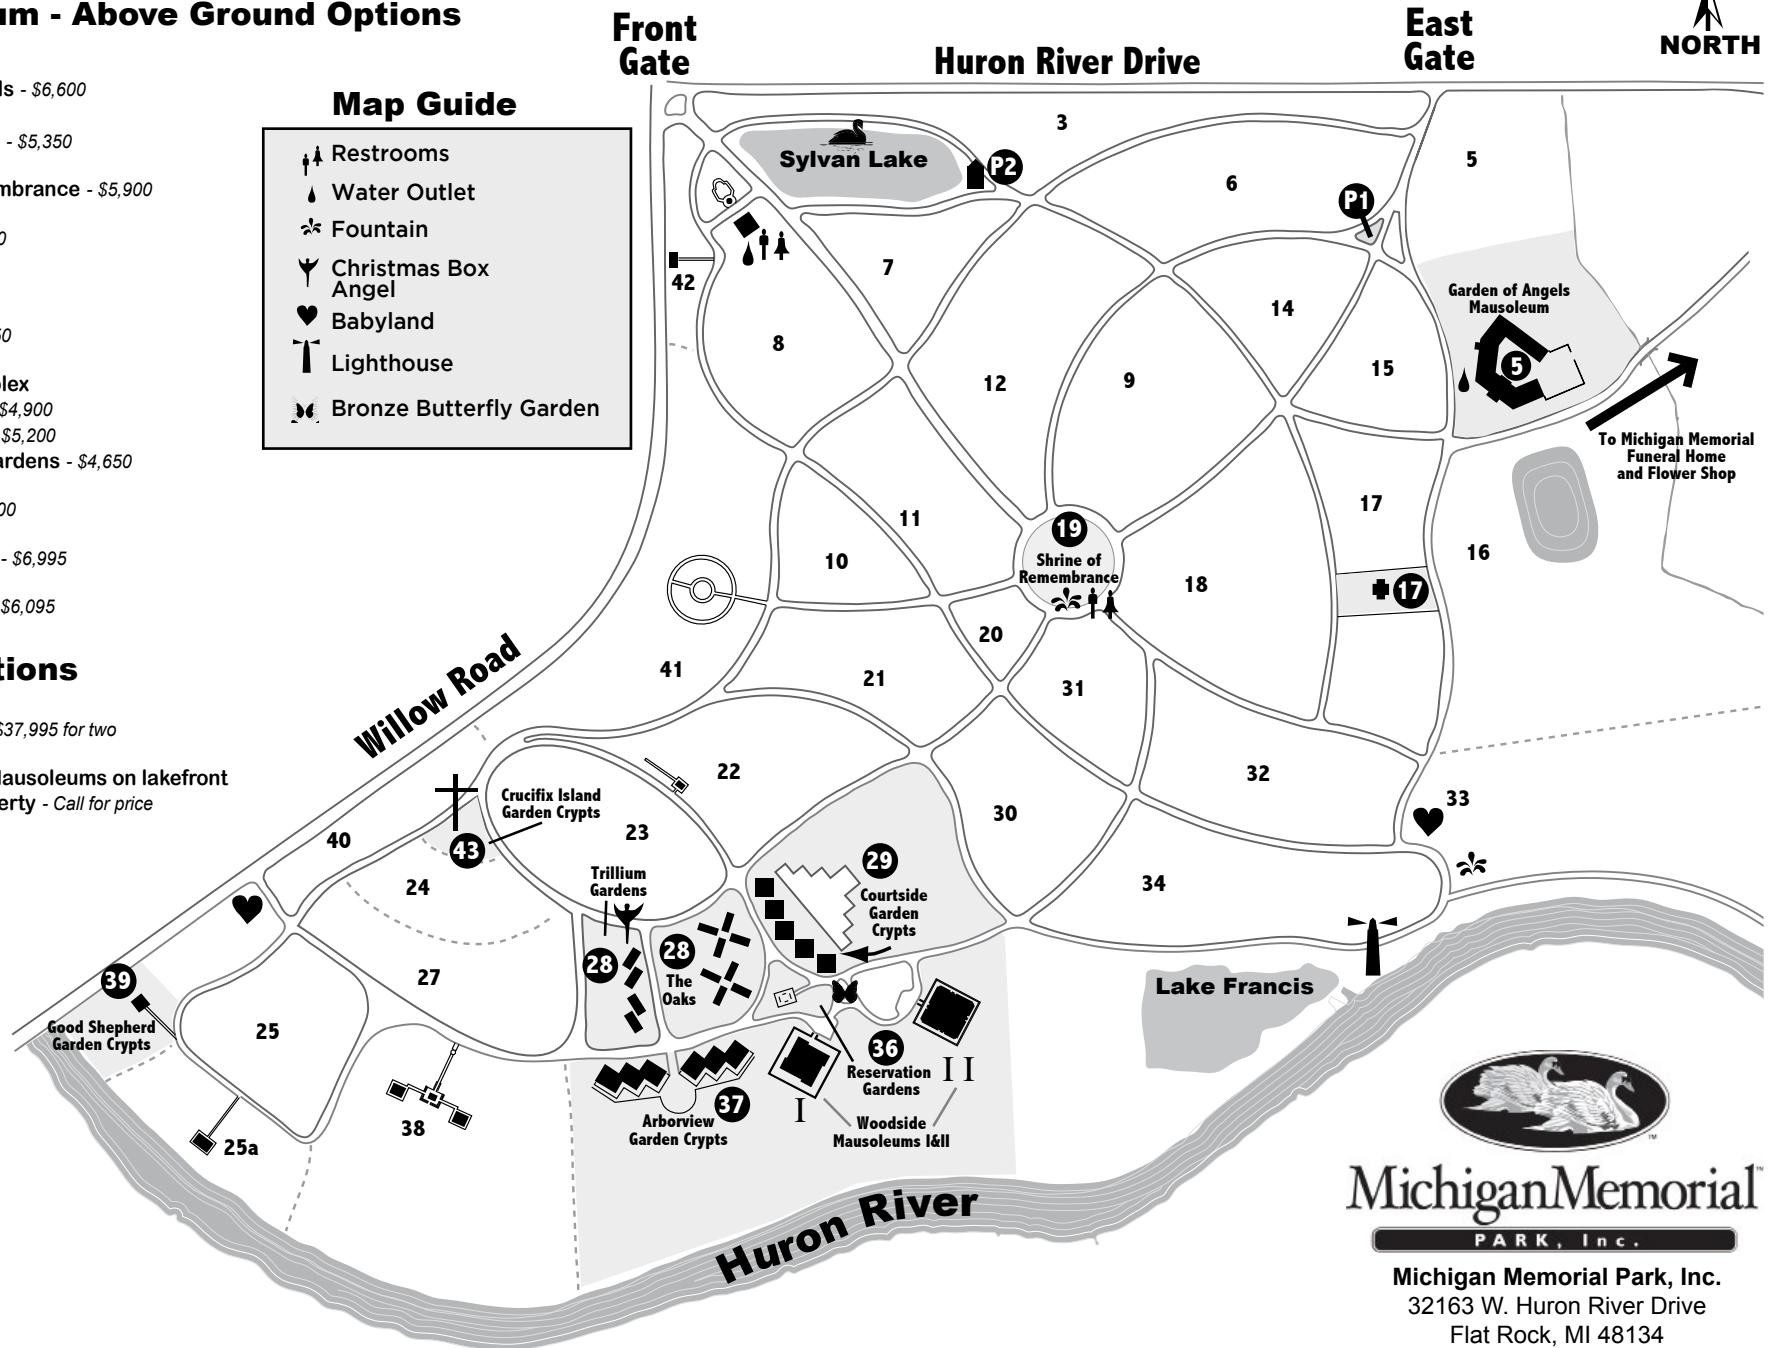 um - Above Ground Options
ls - $6,600
- $5,350
mbrance - $5,900
0
50
plex
$4,900
$5,200
ardens - $4,650
00
- $6,995
$6,095
tions
$37,995 for two
Mausoleums on lakefront
erty - Call for price
Map Guide
Restrooms
Water Outlet
Fountain
Christmas Box
Angel
Babyland
Lighthouse
Bronze Butterfly Garden
Front
Gate
Huron River Drive
East
Gate
NORTH
3
Sylvan Lake
P2
5
6
P1
7
42
14
Garden of Angels
Mausoleum
8
5
15
12
9
To Michigan Memorial
Funeral Home
and Flower Shop
17
11
19
16
10
Shrine of
Remembrance
18
17
20
41
21
31
Willow Road
22
32
Crucifix Island
Garden Crypts
33
30
23
40
43
29
24
Trillium
Gardens
34
Courtside
Garden
Crypts
28
28
The
Oaks
27
39
Lake Francis
Good Shepherd
Garden Crypts
25
36
Reservation
Gardens
II
37
I
Arborview
Garden Crypts
Woodside
Mausoleums I&II
38
25a
Huron River
™
MichiganMemorial™
PARK, Inc.
Michigan Memorial Park, Inc.
32163 W. Huron River Drive
Flat Rock, MI 48134